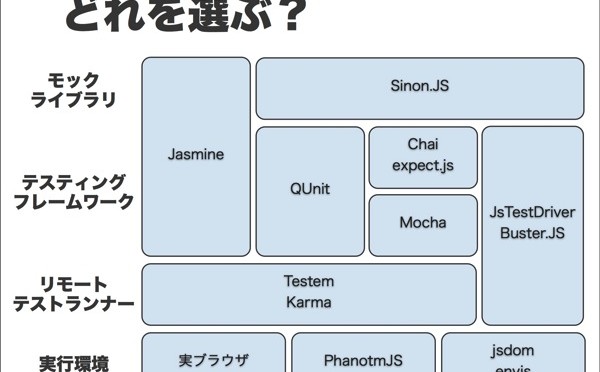 どれを選ぶ？
モック
ライブラリ
Sinon.JS
Jasmine
テスティング
フレームワーク
QUnit
Chai
expect.js
Mocha
JsTestDriver
Buster.JS
リモート
テストランナー
Testem
Karma
実行環境
実ブラウザ
PhanotmJS
jsdom
envjs